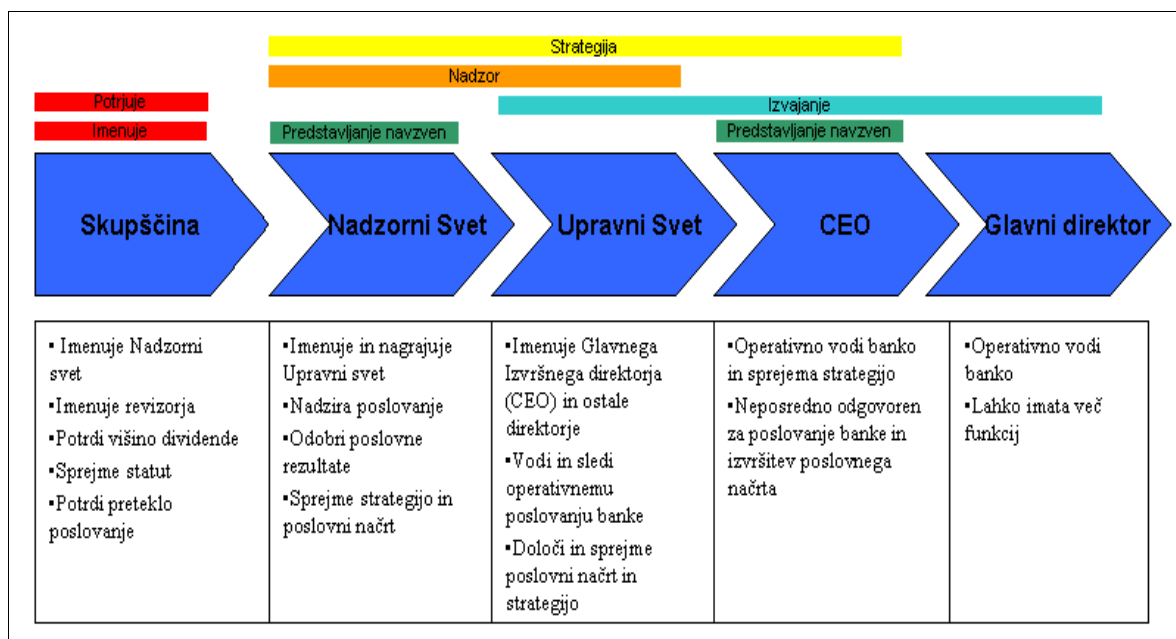 Strategija
Nadzor
Potrjuje
Izvajanje
Imenuje
Predstavljanje navzven
Predstavljanje navzven
Skupščina
Nadzorni Svet
Upravni Svet
CEO
Glavni direktor
▪ Imenuje Nadzorni
svet
▪Imenuje revizorja
▪Potrdi višino dividende
▪Sprejme statut
▪Potrdi preteklo
poslovanje
▪Imenuje in nagrajuje
Upravni svet
▪Nadzira poslovanje
▪Odobri poslovne
rezultate
▪Sprejme strategijo in
poslovni načrt
▪Imenuje Glavnega
Izvršnega direktorja
(CEO) in ostale
direktorje
▪Vodi in sledi
operativnemu
poslovanju banke
▪Določi in sprejme
poslovni načrt in
strategijo
▪Operativno vodi banko
in sprejema strategijo
▪Neposredno odgovoren
za poslovanje banke in
izvršitev poslovnega
načrta
▪Operativno vodi
banko
▪Lahko imata več
funkcij